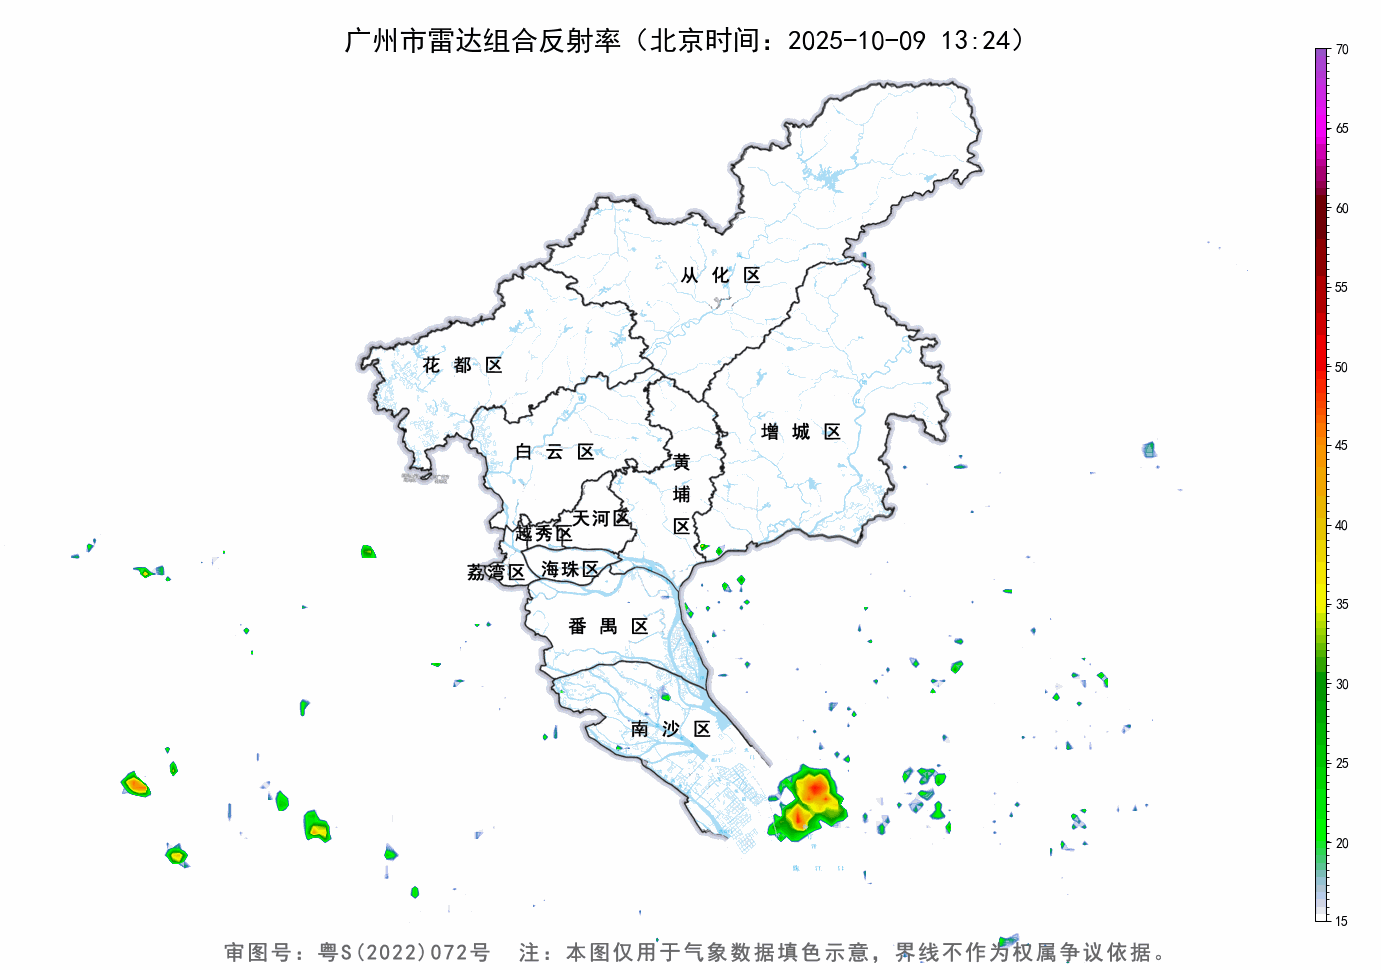 广州市雷达组合反射率（北京时间：2025-10-09 13:24）
70
65
60
55
50
45
40
35
30
25
20
15
从化区
花都区
增城区
白云区
黄埔区
天河区
越秀区
荔湾区
海珠区
番禺区
南沙区
审图号：粤S(2022)072号 注：本图仅用于气象数据填色示意，界线不作为权属争议依据。